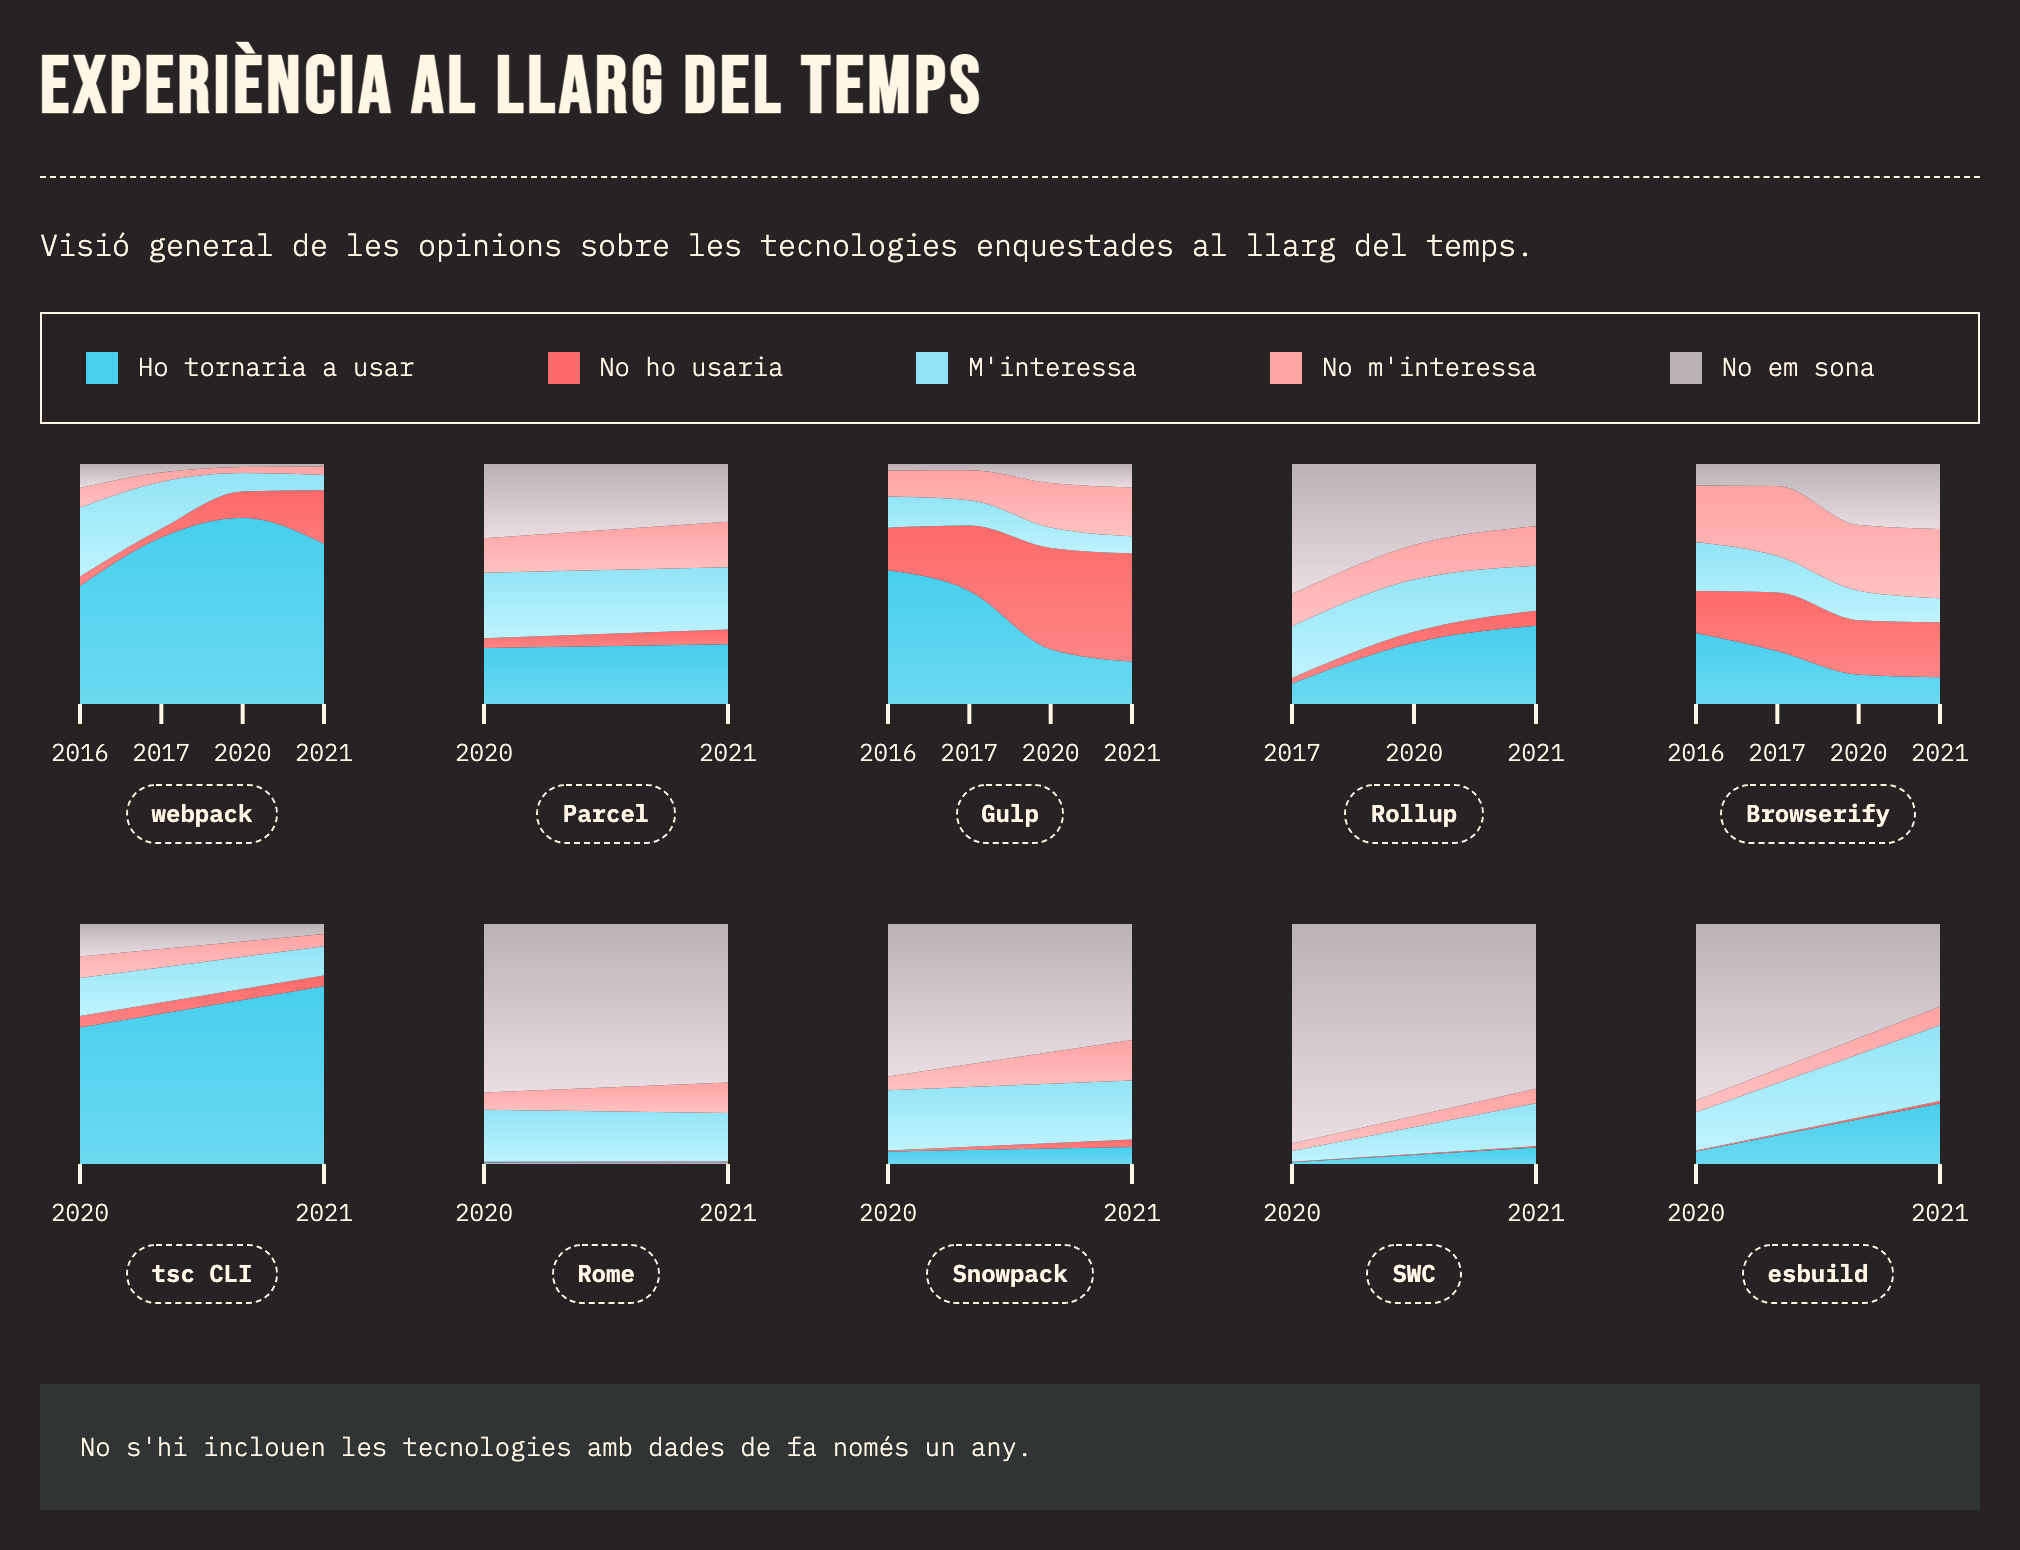 EXPERIÈNCIA AL LLARG DEL TEMPS
Visió general de les opinions sobre les tecnologies enquestades al llarg del temps.
Ho tornaria a usar No ho usaria M'interessa No m'interessa No em sona
2016 2017 2020 2021 2020 2021 2016 2017 2020 2021 2017 2020 2021 2016 2017 2020 2021
webpack Parcel Gulp Rollup Browserify
2020 2021 2020 2021 2020 2021 2020 2021 2020 2021
tsc CLI Rome Snowpack SWC esbuild
No s'hi inclouen les tecnologies amb dades de fa només un any.